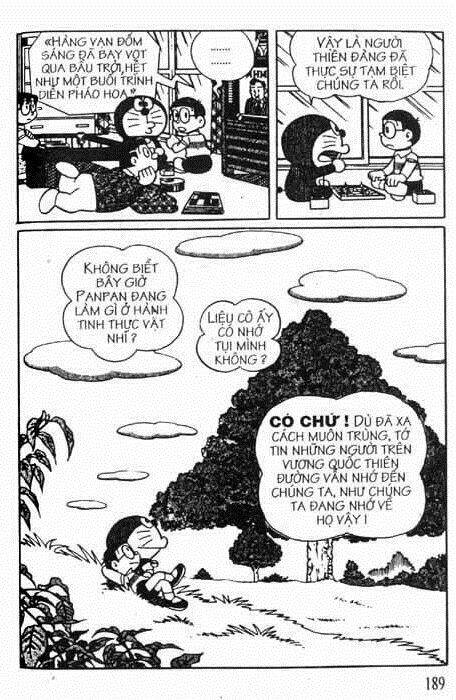 «HÀNG VẠN ĐỐM
SÁNG ĐÃ BAY VỌT
QUA BẦU TRỜI, HỆT
NHƯ MỘT BUỔI TRÌNH
DIỄN PHÁO HOA.»
........
........
VẬY LÀ NGƯỜI
THIÊN ĐÀNG ĐÃ
THỰC SỰ TẠM BIỆT
CHÚNG TA RỒI.
KHÔNG BIẾT
BÂY GIỜ
PANPAN ĐANG
LÀM GÌ Ở HÀNH
TINH THỰC VẬT
NHỈ ?
LIỆU CÔ ẤY
CÓ NHỚ
TỤI MÌNH
KHÔNG ?
CÓ CHỨ ! DÙ ĐÃ XA
CÁCH MUÔN TRÙNG, TỚ
TIN NHỮNG NGƯỜI TRÊN
VƯƠNG QUỐC THIÊN
ĐƯỜNG VẪN NHỚ ĐẾN
CHÚNG TA, NHƯ CHÚNG
TA ĐANG NHỚ VỀ
HỌ VẬY !
189